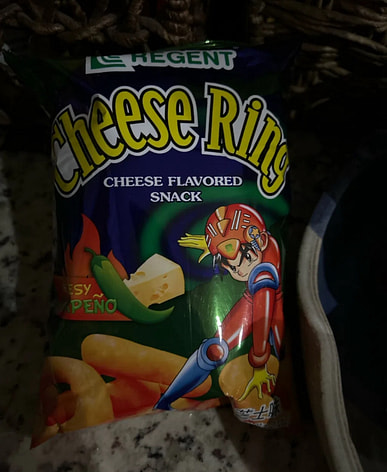 REGENT
Cheese Ring
CHEESE FLAVORED
SNACK